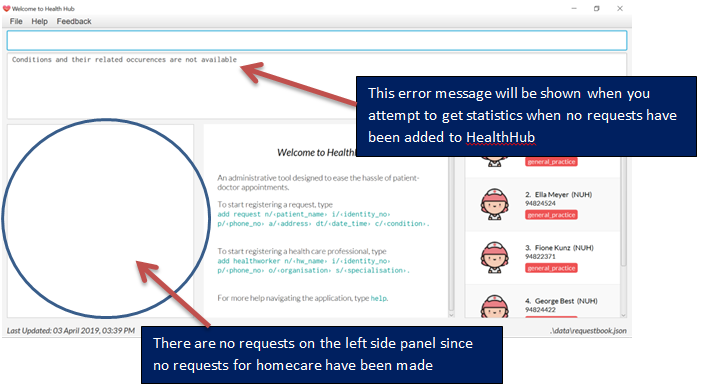 Welcome to Health Hub
File Help Feedback
Conditions and their related occurences are not available
This error message will be shown when you
attempt to get statistics when no requests have
been added to HealthHub
Welcome to Health
An administrative tool designed to ease the hassle of patient-
doctor appointments.
To start registering a request, type
add request n/‹patient_name› i/‹identity_no›
p/‹phone_no› a/‹address› dt/‹date_time› c/‹condition›.
To start registering a health care professional, type
add healthworker n/‹hw_name› i/‹identity_no›
p/‹phone_no› o/‹organisation› s/‹specialisation›.
For more help navigating the application, type help.
general_practice
2. Ella Meyer (NUH)
94824524
general_practice
3. Fione Kunz (NUH)
94822371
general_practice
4. George Best (NUH)
94824422
general_practice
Last Updated: 03 April 2019, 03:39 PM
.\data\requestbook.json
There are no requests on the left side panel since
no requests for homecare have been made